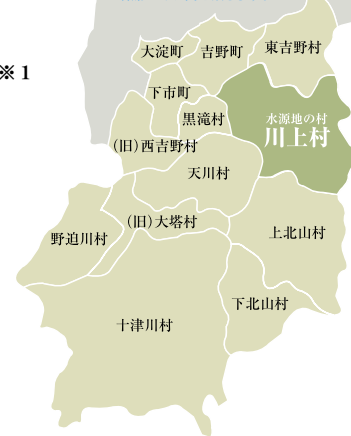 大淀町
吉野町
東吉野村
※1
下市町
黒滝村
水源地の村
川上村
(旧)西吉野村
天川村
(旧)大塔村
野迫川村
上北山村
下北山村
十津川村